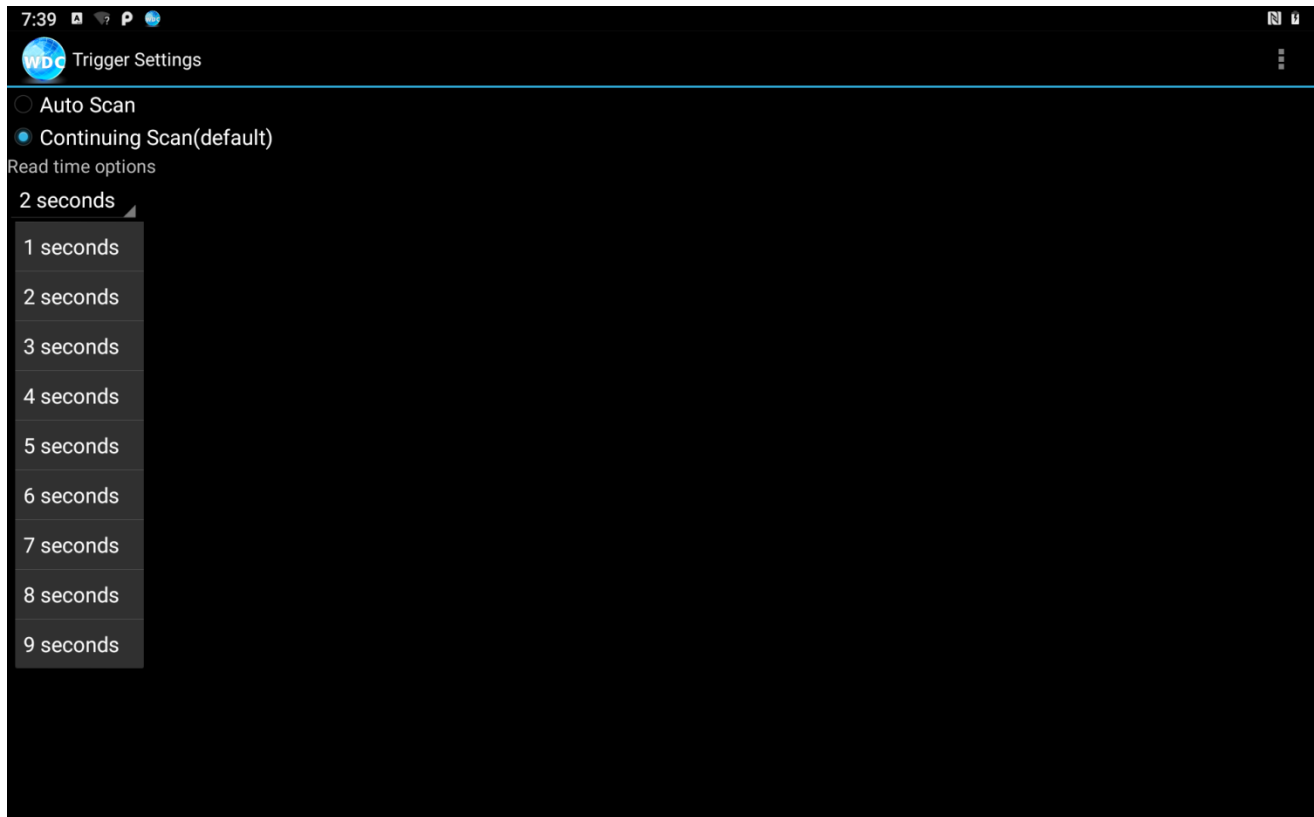 7:39
WDC Trigger Settings
Auto Scan
Continuing Scan(default)
Read time options
2 seconds
1 seconds
2 seconds
3 seconds
4 seconds
5 seconds
6 seconds
7 seconds
8 seconds
9 seconds